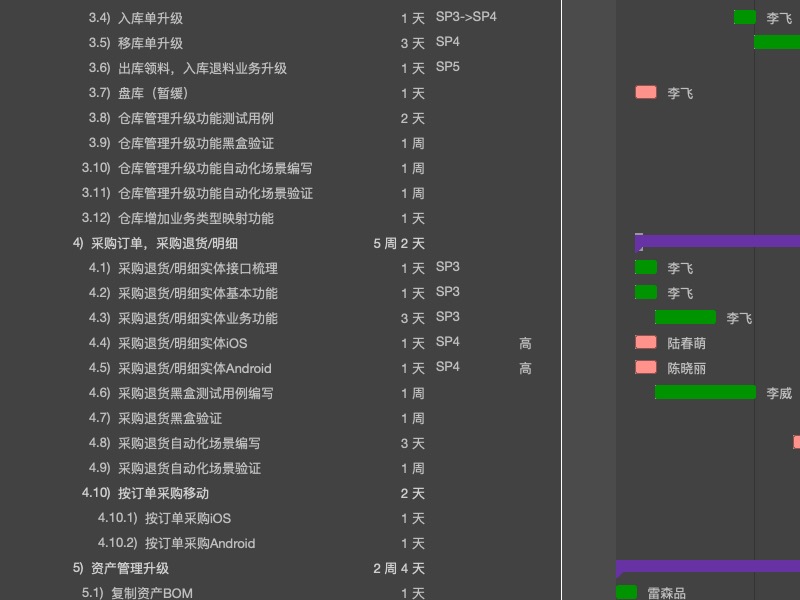 3.4) 入库单升级 1 天 SP3->SP4 李飞
3.5) 移库单升级 3 天 SP4
3.6) 出库领料，入库退料业务升级 1 天 SP5
3.7) 盘库（暂缓） 1 天 李飞
3.8) 仓库管理升级功能测试用例 2 天
3.9) 仓库管理升级功能黑盒验证 1 周
3.10) 仓库管理升级功能自动化场景编写 1 周
3.11) 仓库管理升级功能自动化场景验证 1 周
3.12) 仓库增加业务类型映射功能 1 天
4) 采购订单，采购退货/明细 5 周 2 天
4.1) 采购退货/明细实体接口梳理 1 天 SP3 李飞
4.2) 采购退货/明细实体基本功能 1 天 SP3 李飞
4.3) 采购退货/明细实体业务功能 3 天 SP3 李飞
4.4) 采购退货/明细实体iOS 1 天 SP4 高 陆春萌
4.5) 采购退货/明细实体Android 1 天 SP4 高 陈晓丽
4.6) 采购退货黑盒测试用例编写 1 周 李威
4.7) 采购退货黑盒验证 1 周
4.8) 采购退货自动化场景编写 3 天
4.9) 采购退货自动化场景验证 1 周
4.10) 按订单采购移动 2 天
4.10.1) 按订单采购iOS 1 天
4.10.2) 按订单采购Android 1 天
5) 资产管理升级 2 周 4 天
5.1) 复制资产BOM 1 天 雷森品